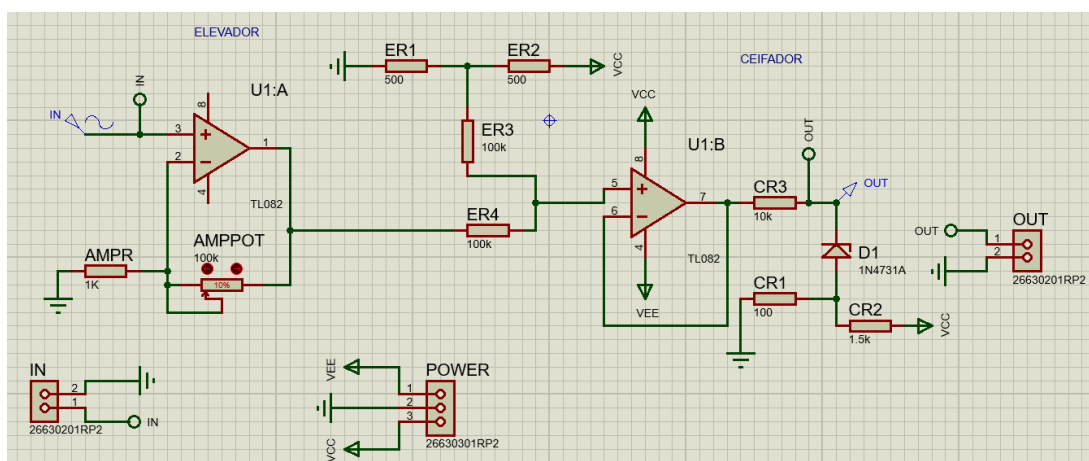 ELEVADOR
ER1
500
ER2
500
VCC
CEIFADOR
IN
IN
U1:A
8
3
2
1
4
TL082
ER3
100k
VCC
U1:B
8
5
6
7
4
TL082
VEE
OUT
CR3
10k
OUT
ER4
100k
AMPR
1K
AMPPOT
100k
10%
D1
1N4731A
CR1
100
CR2
1.5k
VCC
OUT
OUT
1
2
26630201RP2
IN
2
1
26630201RP2
IN
VEE
POWER
1
2
3
26630301RP2
VCC